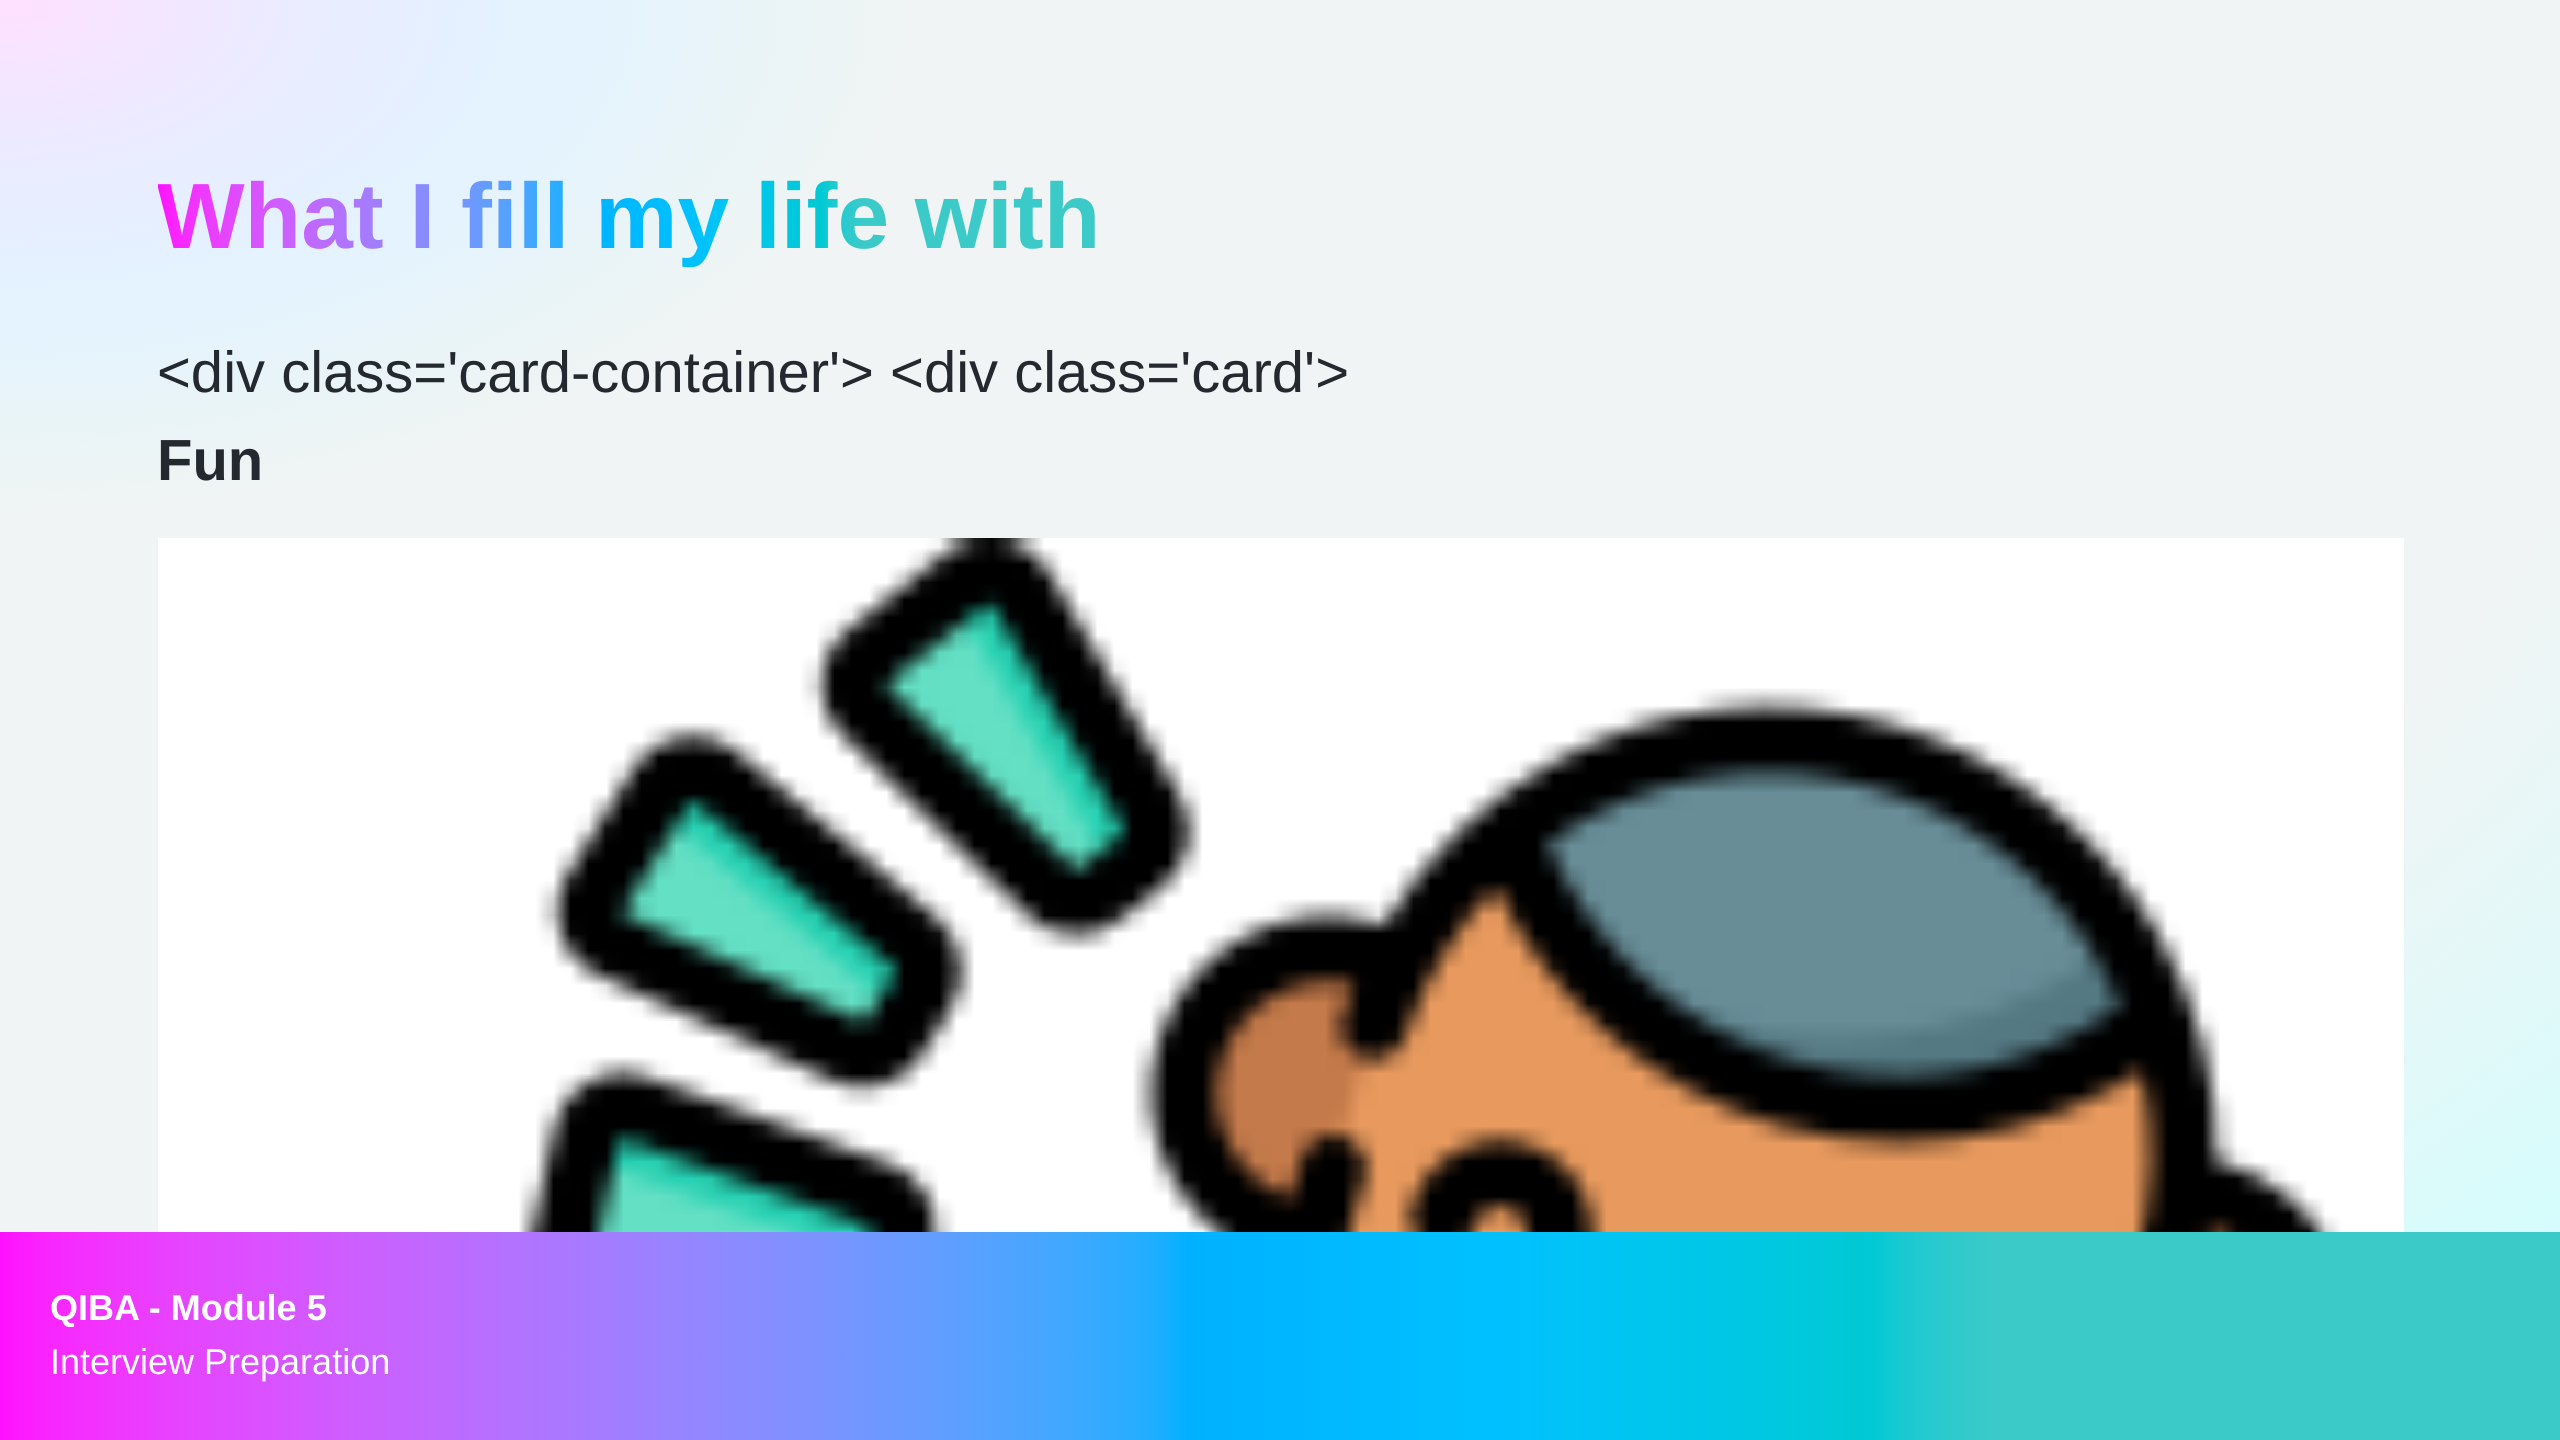 What I fill my life with
<div class='card-container'> <div class='card'>
Fun
QIBA - Module 5
Interview Preparation